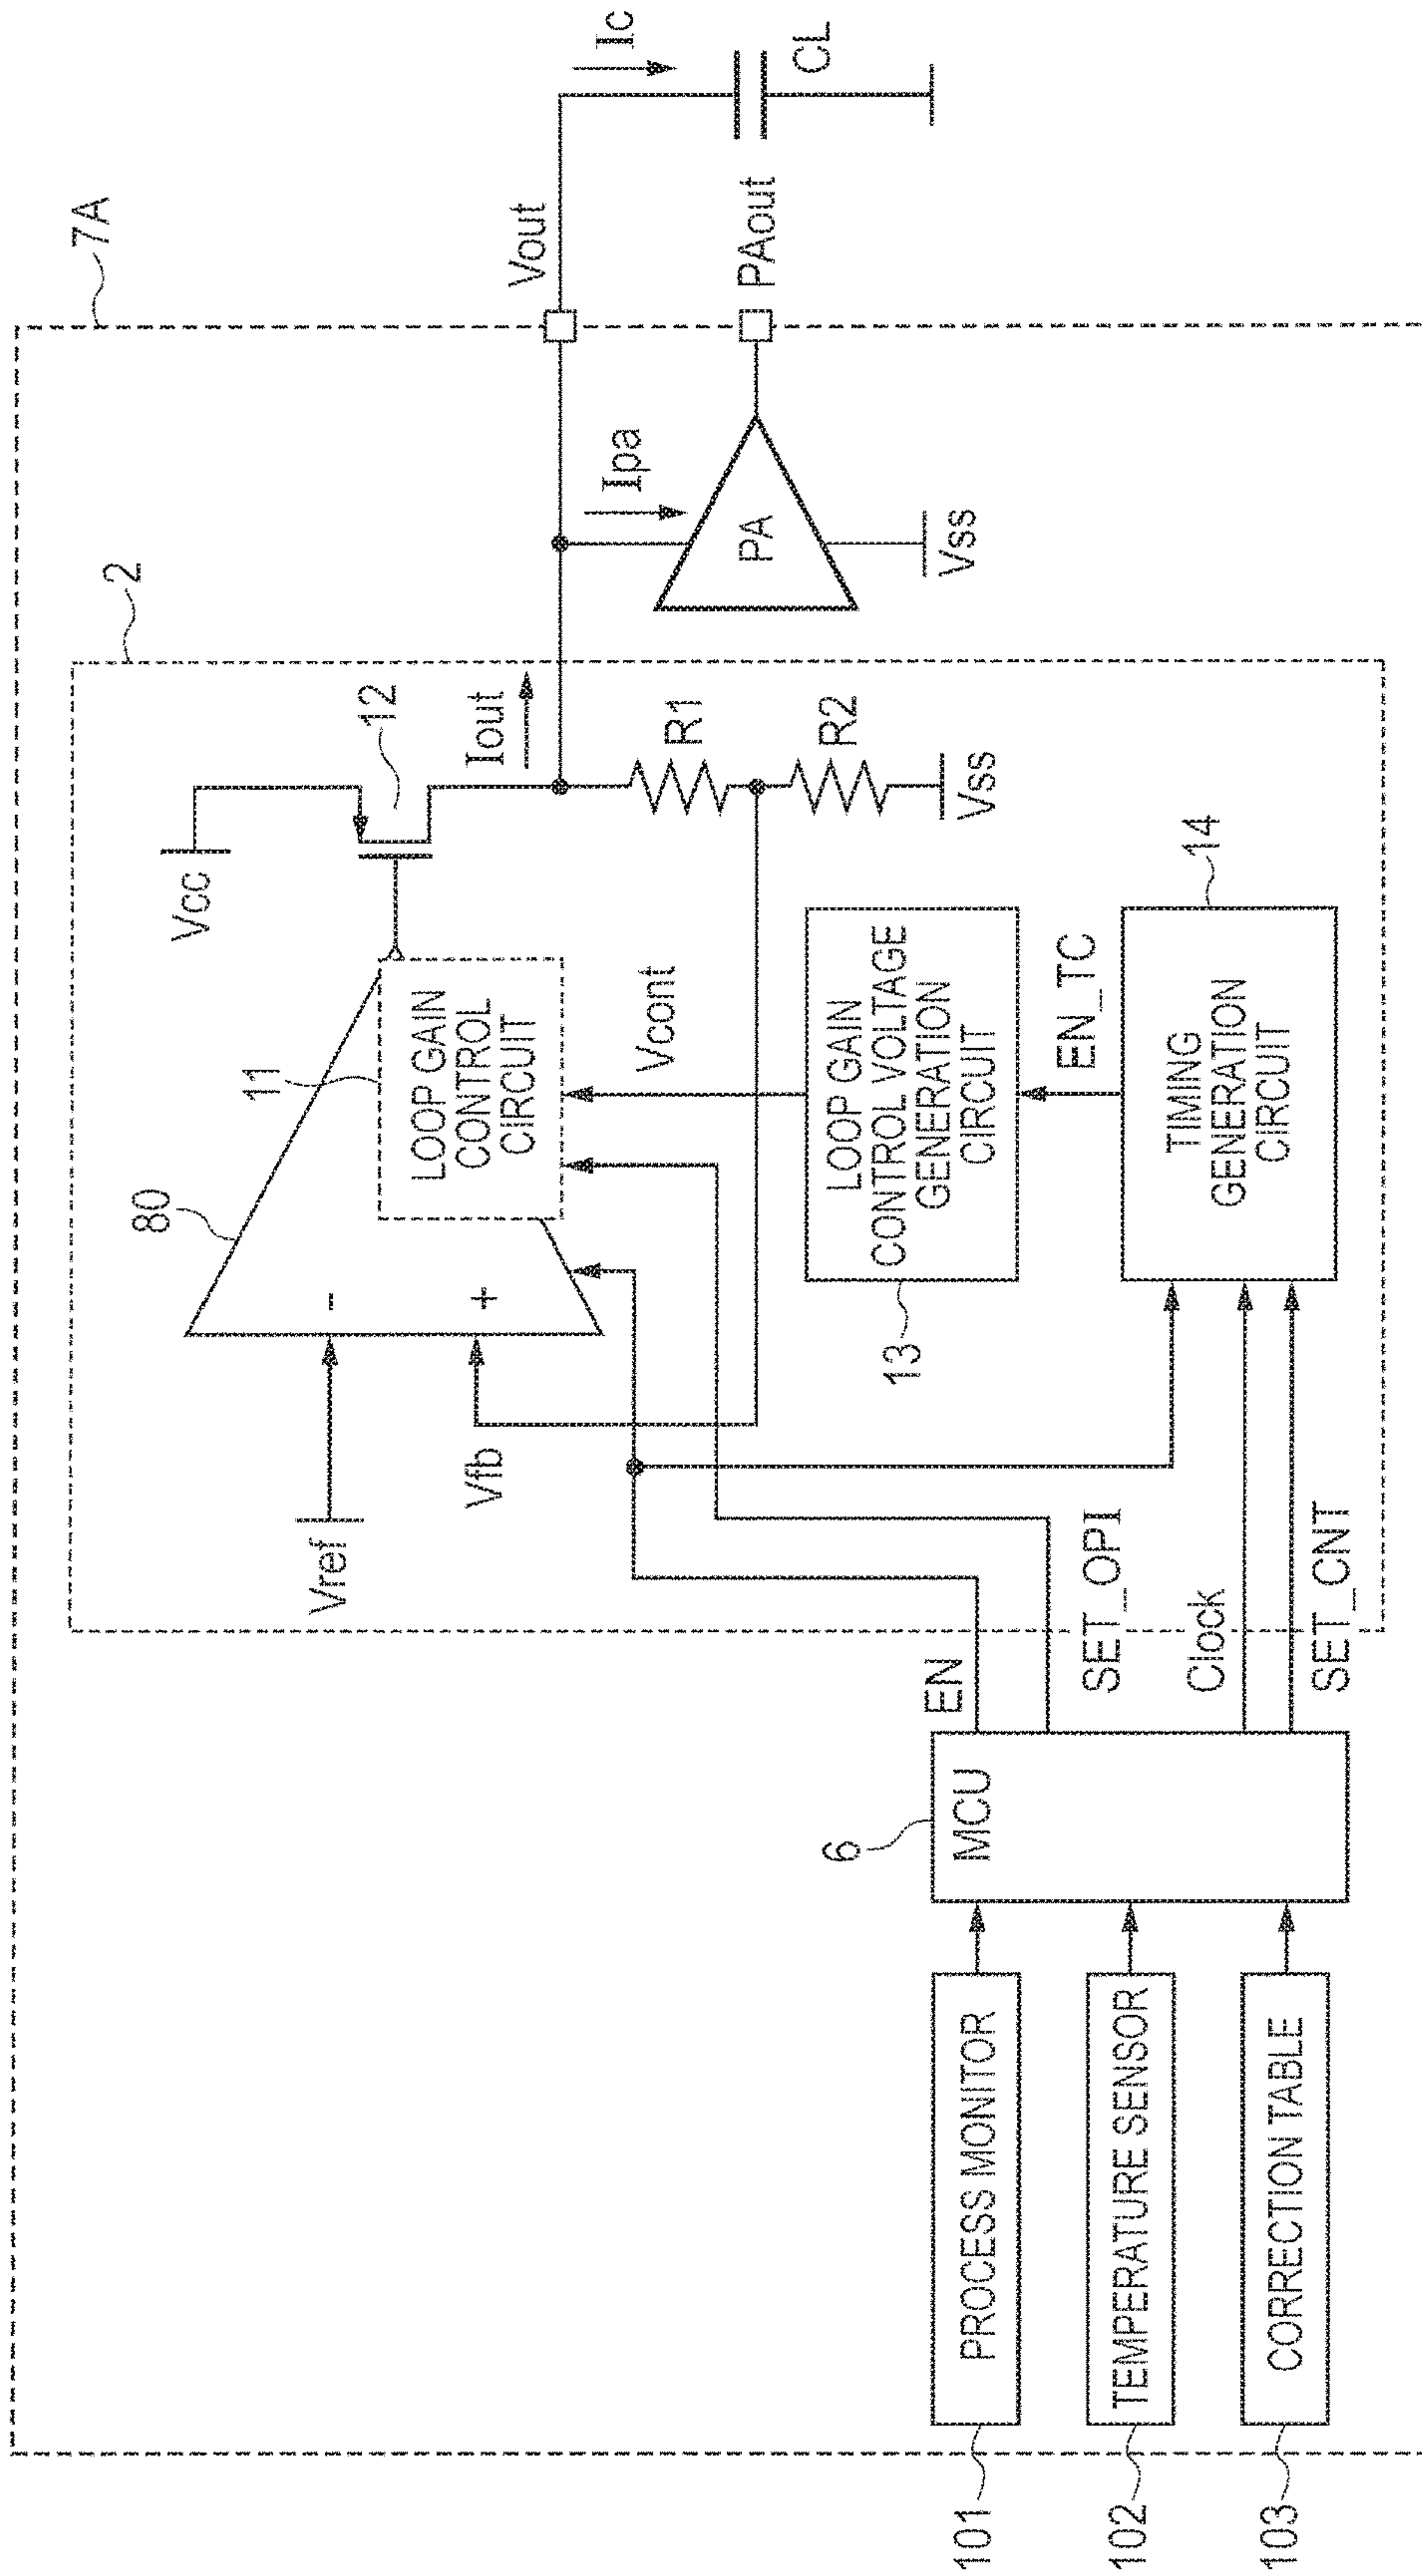 7A
2
Vcc
12
80
11
Vref
-
+
Vfb
LOOP GAIN
CONTROL
CIRCUIT
Iout
Vout
Ic
CL
Ipa
PA
Vss
PAout
R1
R2
Vss
Vcont
LOOP GAIN
CONTROL VOLTAGE
GENERATION
CIRCUIT
13
EN_TC
14
TIMING
GENERATION
CIRCUIT
EN
SET_OPI
Clock
SET_CNT
6
MCU
PROCESS MONITOR
101
TEMPERATURE SENSOR
102
CORRECTION TABLE
103